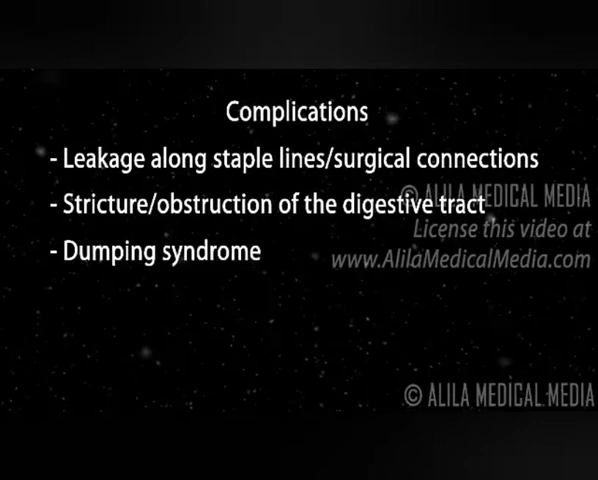 Complications
- Leakage along staple lines/surgical connections
© ALILA MEDICAL MEDIA
- Stricture/obstruction of the digestive tract
License this video at
- Dumping syndrome
www.AlilaMedicalMedia.com
© ALILA MEDICAL MEDIA